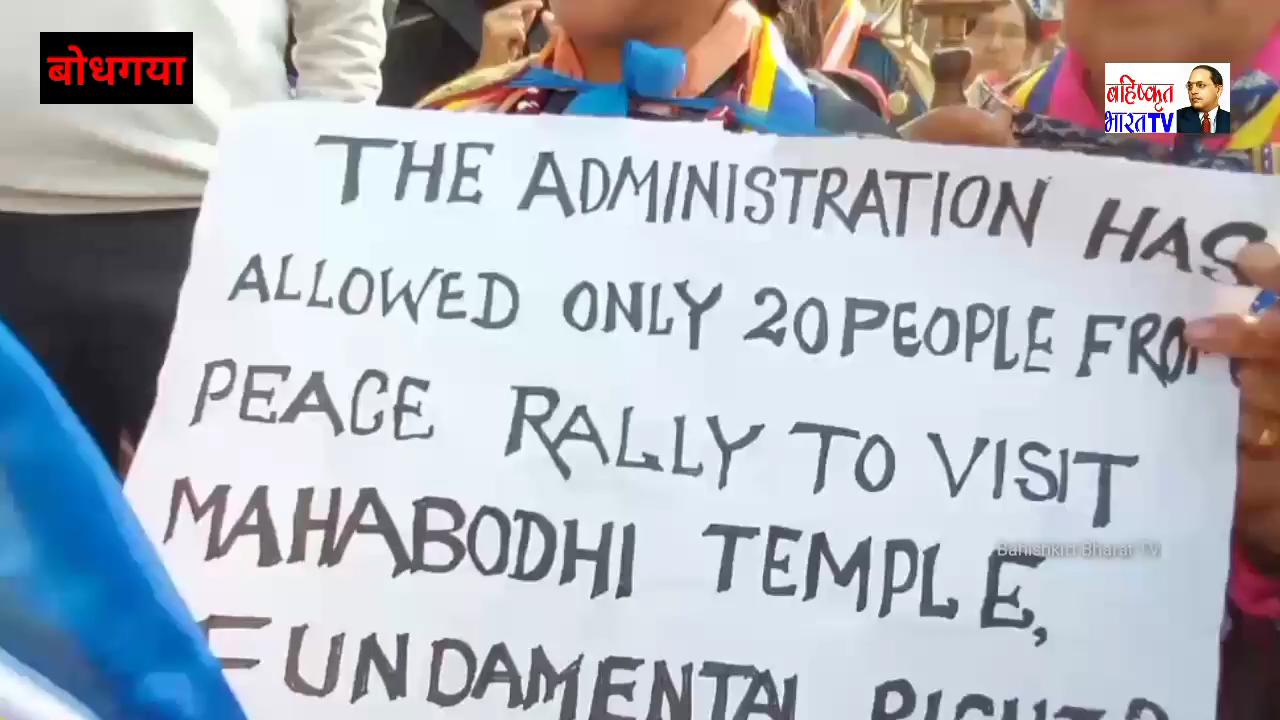 बोधगया
बहिष्कृत
भारत TV
THE ADMINISTRATION HAS
ALLOWED ONLY 20 PEOPLE FROM
PEACE RALLY TO VISIT
MAHABODHI TEMPLE,
Bahishkrit Bharat TV
FUNDAMENTAL RIGHTS